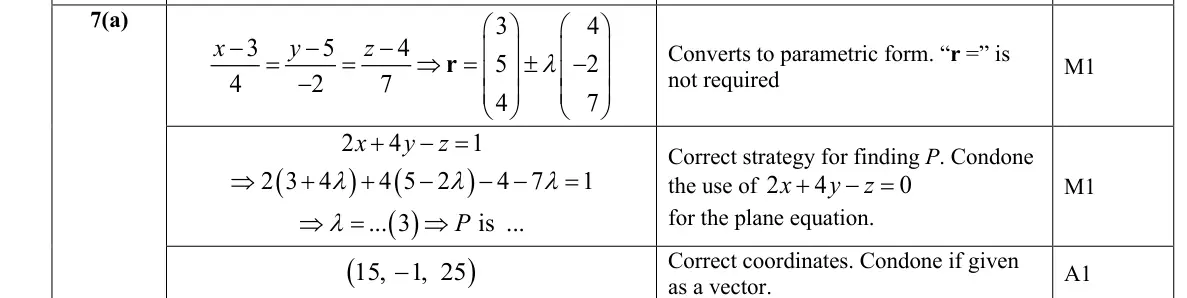 7(a)
x − 3 / 4 = y − 5 / −2 = z − 4 / 7 ⇒ r = (3 5 4) ± λ (4 −2 7)
Converts to parametric form. “r =” is
not required
M1
2x + 4y − z = 1
⇒ 2(3 + 4λ) + 4(5 − 2λ) − 4 − 7λ = 1
⇒ λ = ...(3) ⇒ P is ...
Correct strategy for finding P. Condone
the use of 2x + 4y − z = 0
for the plane equation.
M1
(15, −1, 25)
Correct coordinates. Condone if given
as a vector.
A1